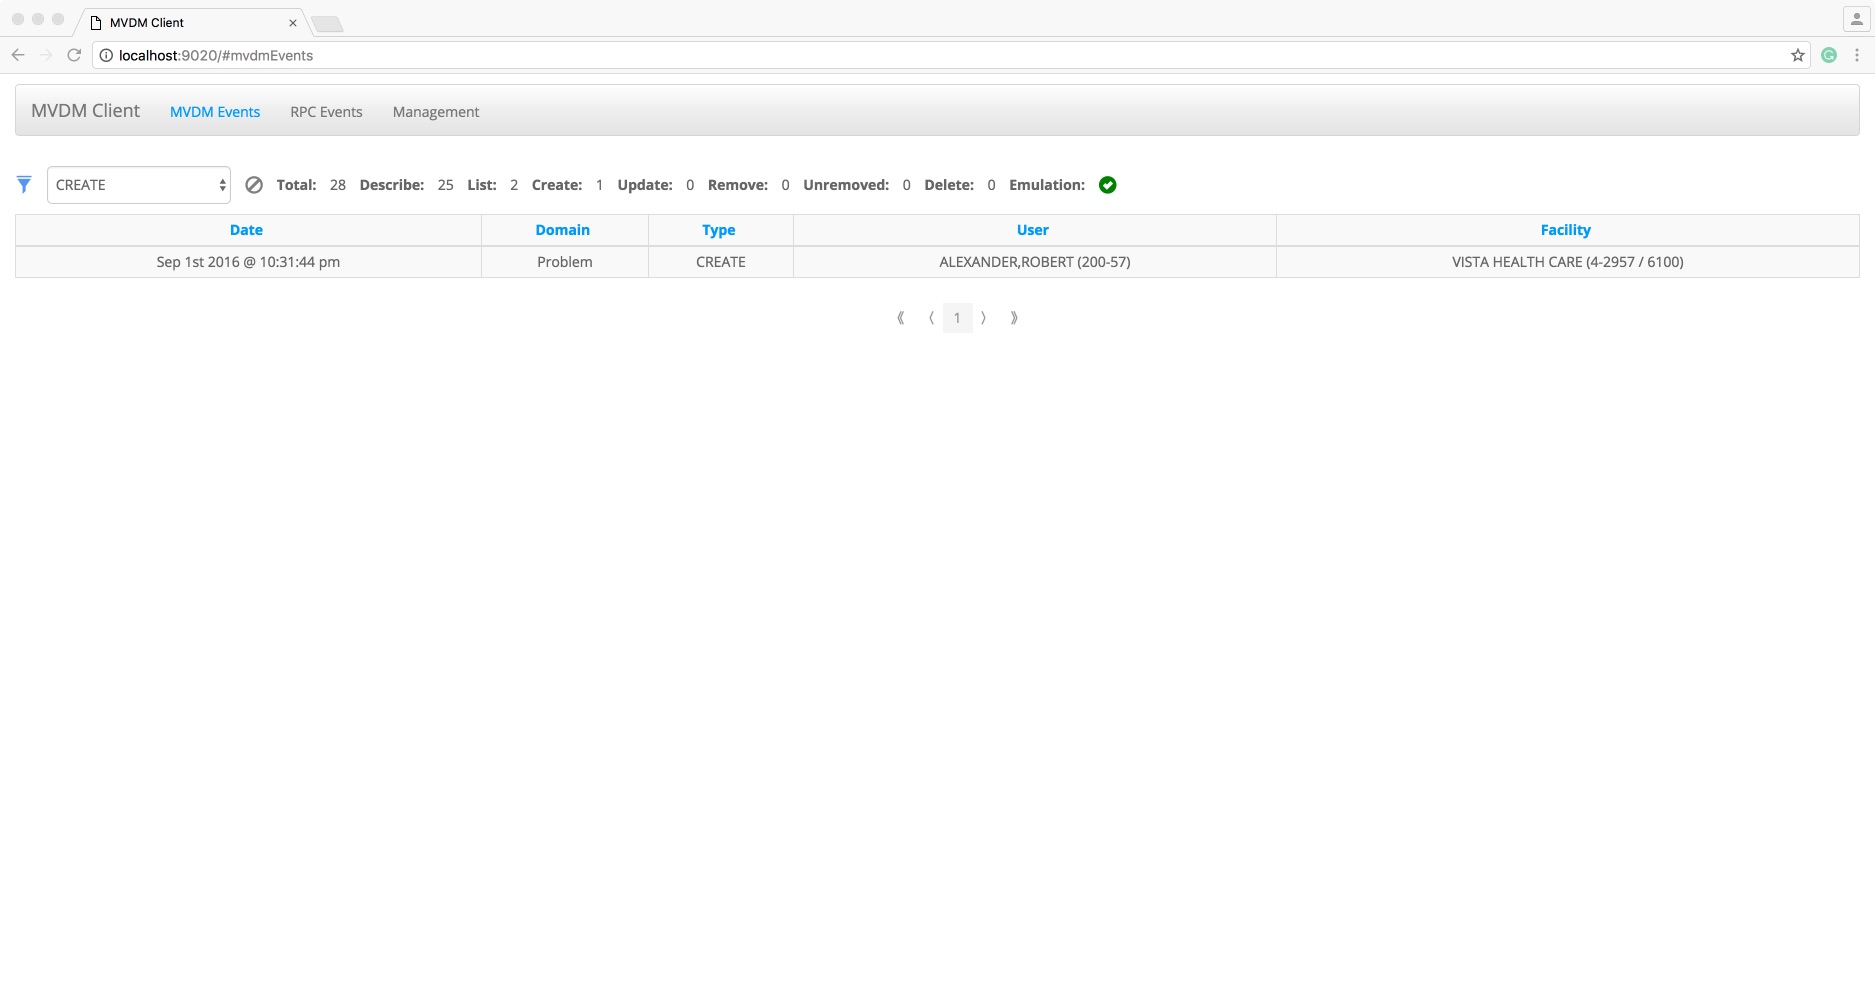 MVDM Client
localhost:9020/#mvdmEvents
MVDM Client MVDM Events RPC Events Management
CREATE Total: 28 Describe: 25 List: 2 Create: 1 Update: 0 Remove: 0 Unremoved: 0 Delete: 0 Emulation:
Date Domain Type User Facility
Sep 1st 2016 @ 10:31:44 pm Problem CREATE ALEXANDER,ROBERT (200-57) VISTA HEALTH CARE (4-2957 / 6100)
⟪ ⟨ 1 ⟩ ⟫